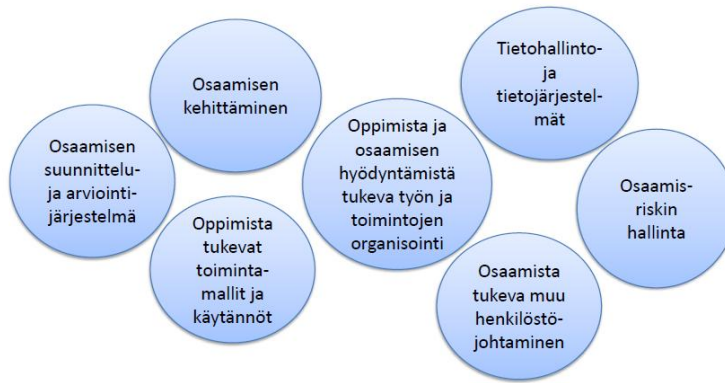 Osaamisen
suunnittelu-
ja arviointi-
järjestelmä
Osaamisen
kehittäminen
Oppimista
tukevat
toiminta-
mallit ja
käytännöt
Oppimista ja
osaamisen
hyödyntämistä
tukeva työn ja
toimintojen
organisointi
Tietohallinto-
ja
tietojärjestel-
mät
Osaamista
tukeva muu
henkilöstö-
johtaminen
Osaamis-
riskin
hallinta